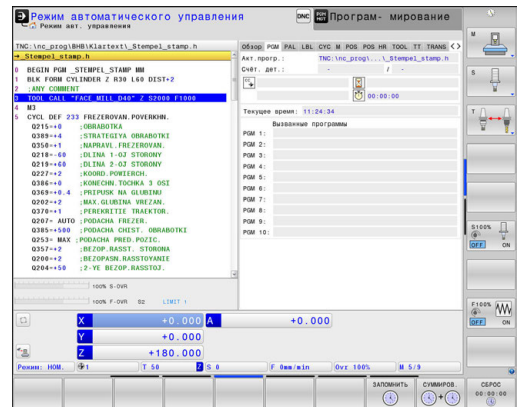 Режим автоматического управления
Режим авт. управления
DNC
Програм- мирование
TNC:\nc_prog\BHB\Klartext\_Stempel_stamp.h
→_Stempel_stamp.h
0 BEGIN PGM _STEMPEL_STAMP MM
1 BLK FORM CYLINDER Z R30 L60 DIST+2
2 ;ANY COMMENT
3 TOOL CALL "FACE_MILL_D40" Z S2000 F1000
4 M3
5 CYCL DEF 233 FREZEROVAN.POVERKHN.
Q215=+0 ;OBRABOTKA
Q389=+4 ;STRATEGIYA OBRABOTKI
Q350=+1 ;NAPRAVL.FREZEROVAN.
Q218=-60 ;DLINA 1-OJ STORONY
Q219=+60 ;DLINA 2-OJ STORONY
Q227=+2 ;KOORD.POWIERCH.
Q386=+0 ;KONECHN.TOCHKA 3 OSI
Q369=+0.4 ;PRIPUSK NA GLUBINU
Q202=+2 ;MAX.GLUBINA VREZAN.
Q370=+1 ;PEREKRITIE TRAEKTOR.
Q207= AUTO ;PODACHA FREZER.
Q385=+500 ;PODACHA CHIST. OBRABOTKI
Q253= MAX ;PODACHA PRED.POZIC.
Q357=+2 ;BEZOP.RASST. STORONA
Q200=+2 ;BEZOPASN.RASSTOYANIE
Q204=+50 ;2-YE BEZOP.RASSTOJ.
Обзор PGM PAL LBL CYC M POS POS HR TOOL TT TRANS
Акт.прогр.: TNC:\nc_prog\...\_Stempel_stamp.h
Счёт. дет.: - / -
00:00:00
Текущее время: 11:24:34
Вызванные программы
PGM 1:
PGM 2:
PGM 3:
PGM 4:
PGM 5:
PGM 6:
PGM 7:
PGM 8:
PGM 9:
PGM 10:
100% S-OVR
100% F-OVR S2 LIMIT 1
X +0.000 A +0.000
Y +0.000
Z +180.000
Режим: НОМ. 1 T 50 Z S 0 F 0mm/min Ovr 100% M 5/9
ЗАПОМНИТЬ
СУММИРОВ.
СБРОС
00:00:00
M
S
T
S100%
OFF ON
F100%
OFF ON